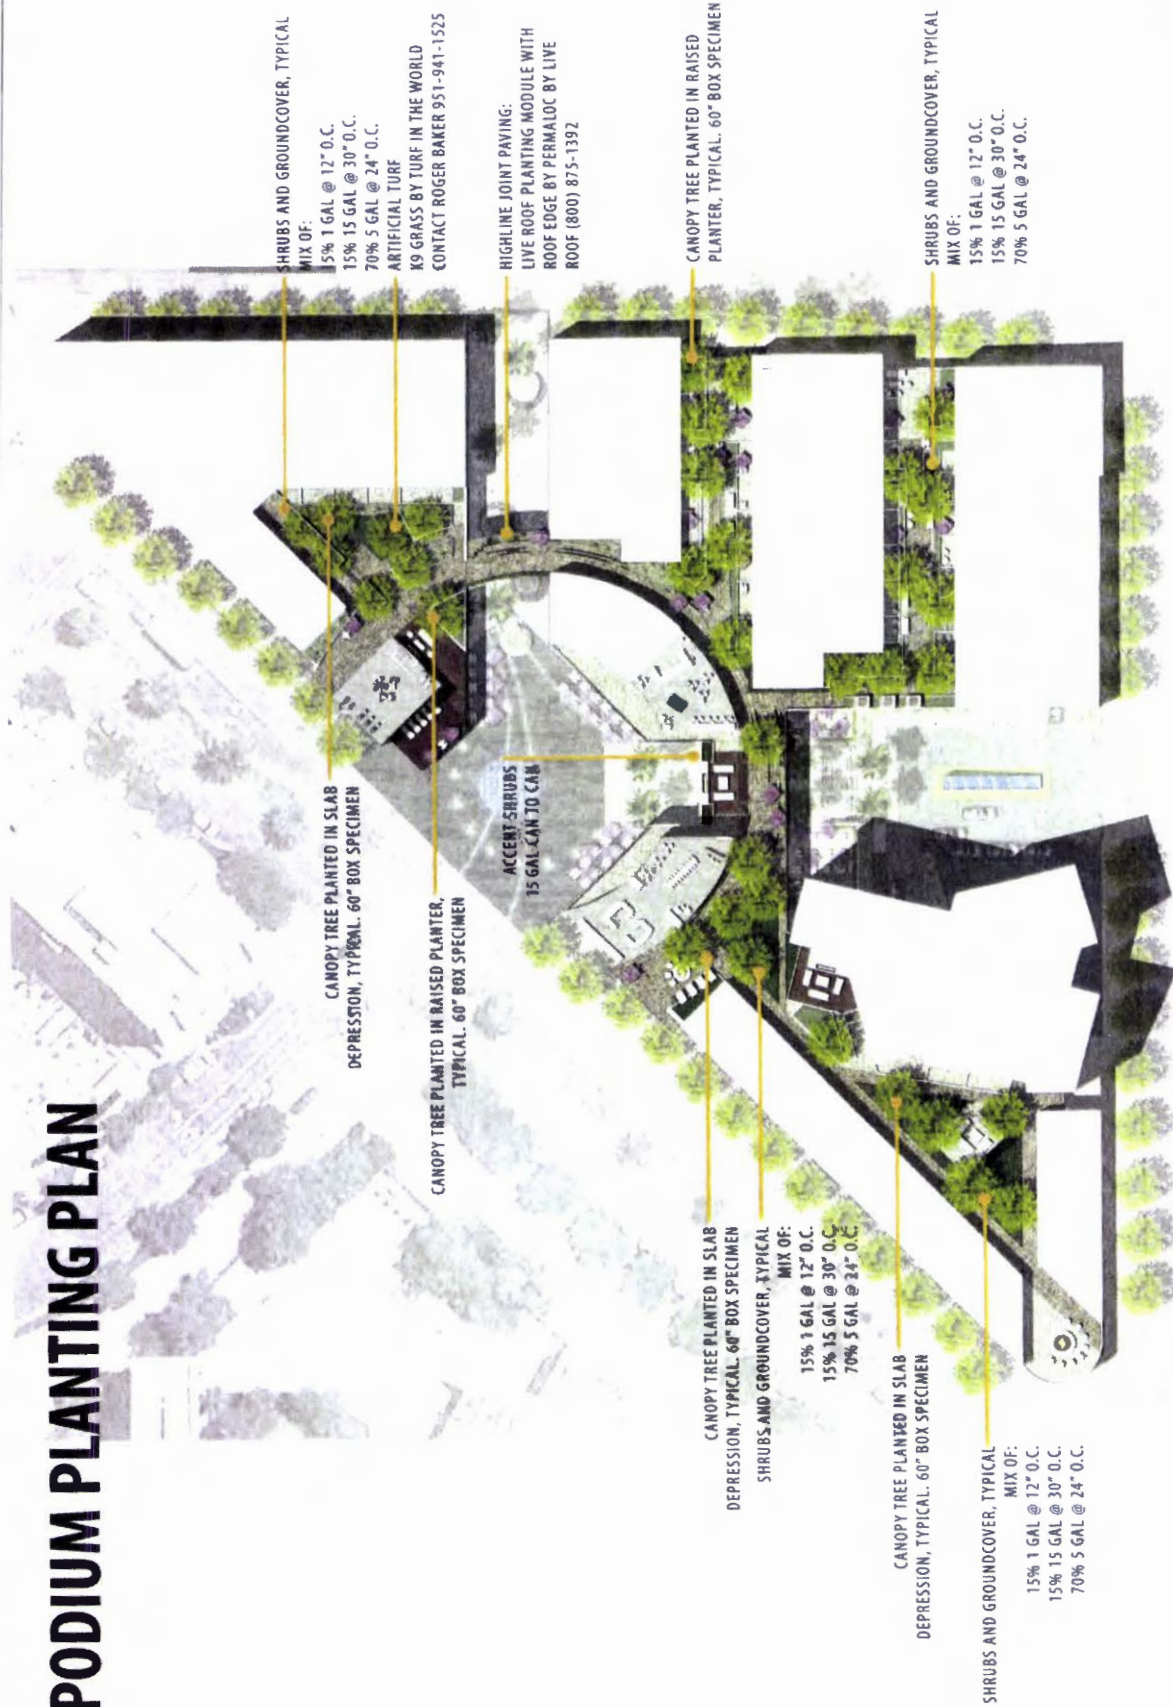 PODIUM PLANTING PLAN
SHRUBS AND GROUNDCOVER, TYPICAL
MIX OF:
15% 1 GAL @ 12" O.C.
15% 15 GAL @ 30" O.C.
70% 5 GAL @ 24" O.C.
ARTIFICIAL TURF
K9 GRASS BY TURF IN THE WORLD
CONTACT ROGER BAKER 951-941-1525
HIGHLINE JOINT PAVING:
LIVE ROOF PLANTING MODULE WITH
ROOF EDGE BY PERMALOC BY LIVE
ROOF (800) 875-1392
CANOPY TREE PLANTED IN RAISED
PLANTER, TYPICAL. 60" BOX SPECIMEN
SHRUBS AND GROUNDCOVER, TYPICAL
MIX OF:
15% 1 GAL @ 12" O.C.
15% 15 GAL @ 30" O.C.
70% 5 GAL @ 24" O.C.
CANOPY TREE PLANTED IN SLAB
DEPRESSION, TYPICAL. 60" BOX SPECIMEN
CANOPY TREE PLANTED IN RAISED PLANTER,
TYPICAL. 60" BOX SPECIMEN
ACCENT SHRUBS
15 GAL CAN TO CAN
CANOPY TREE PLANTED IN SLAB
DEPRESSION, TYPICAL. 60" BOX SPECIMEN
SHRUBS AND GROUNDCOVER, TYPICAL
MIX OF:
15% 1 GAL @ 12" O.C.
15% 15 GAL @ 30" O.C.
70% 5 GAL @ 24" O.C.
CANOPY TREE PLANTED IN SLAB
DEPRESSION, TYPICAL. 60" BOX SPECIMEN
SHRUBS AND GROUNDCOVER, TYPICAL
MIX OF:
15% 1 GAL @ 12" O.C.
15% 15 GAL @ 30" O.C.
70% 5 GAL @ 24" O.C.